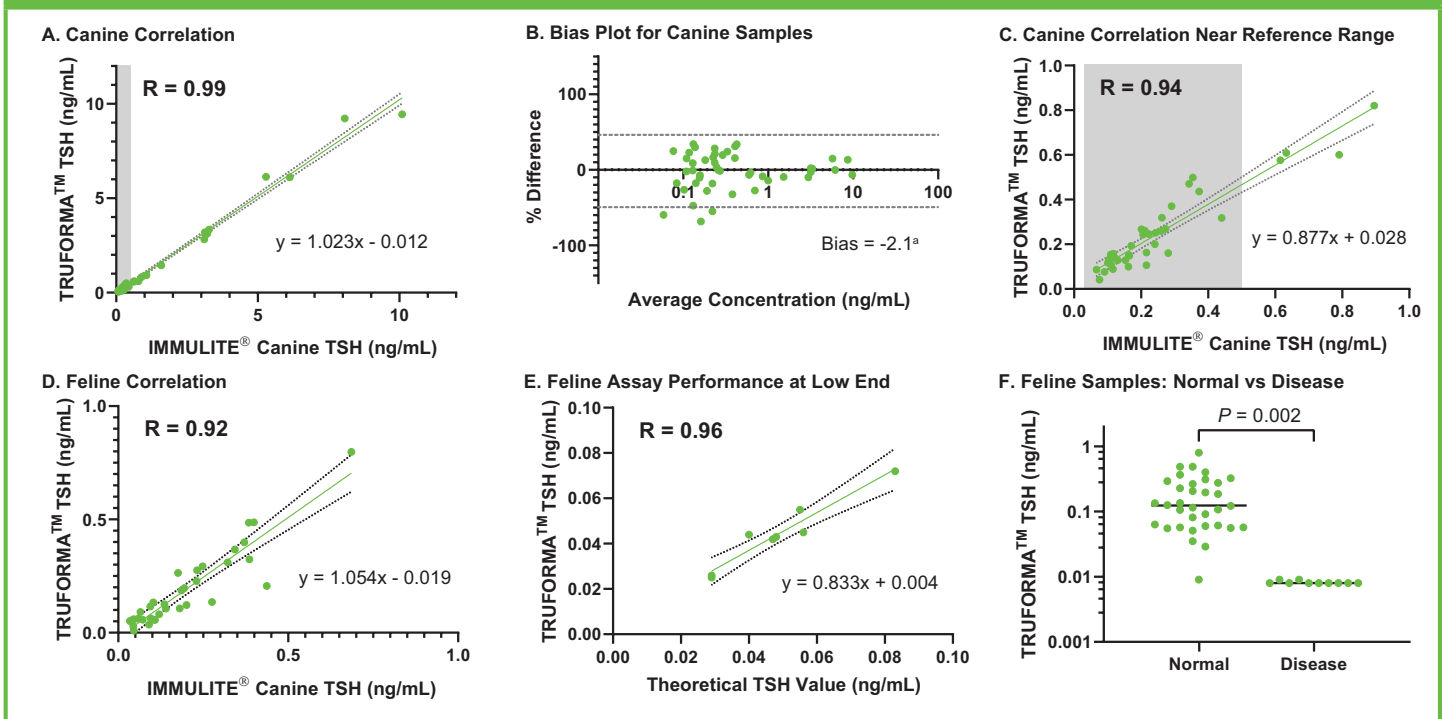 A. Canine Correlation
TRUFORMA™ TSH (ng/mL)
R = 0.99
10
5
0
y = 1.023x - 0.012
0
5
10
IMMULITE® Canine TSH (ng/mL)
B. Bias Plot for Canine Samples
% Difference
100
0
-100
0.1
1
10
100
Bias = -2.1ᵃ
Average Concentration (ng/mL)
C. Canine Correlation Near Reference Range
TRUFORMA™ TSH (ng/mL)
R = 0.94
1.0
0.8
0.6
0.4
0.2
0.0
y = 0.877x + 0.028
0.0
0.2
0.4
0.6
0.8
1.0
IMMULITE® Canine TSH (ng/mL)
D. Feline Correlation
TRUFORMA™ TSH (ng/mL)
R = 0.92
1.0
0.5
0.0
y = 1.054x - 0.019
0.0
0.5
1.0
IMMULITE® Canine TSH (ng/mL)
E. Feline Assay Performance at Low End
TRUFORMA™ TSH (ng/mL)
R = 0.96
0.10
0.08
0.06
0.04
0.02
0.00
y = 0.833x + 0.004
0.00
0.02
0.04
0.06
0.08
0.10
Theoretical TSH Value (ng/mL)
F. Feline Samples: Normal vs Disease
TRUFORMA™ TSH (ng/mL)
P = 0.002
1
0.1
0.01
0.001
Normal
Disease